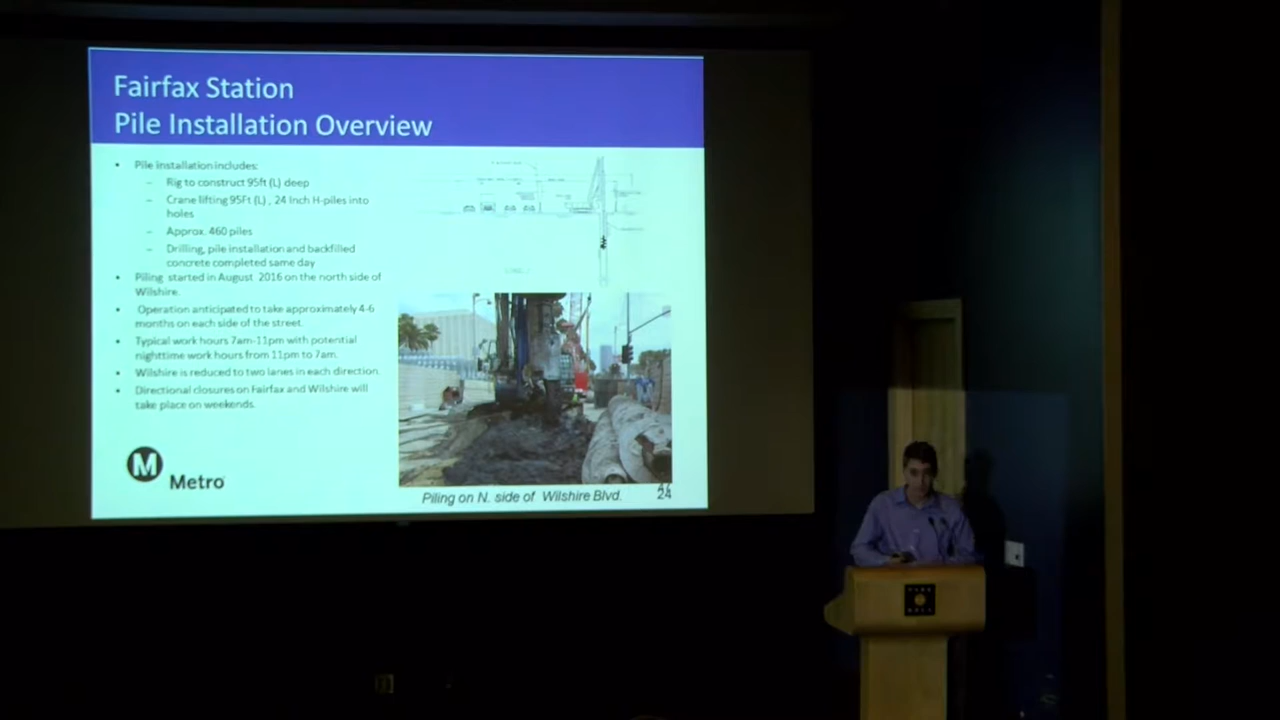 Fairfax Station
Pile Installation Overview
• Pile installation includes:
– Rig to construct 95ft (L) deep
– Crane lifting 95Ft (L) , 24 Inch H-piles into
holes
– Approx. 460 piles
– Drilling, pile installation and backfilled
concrete completed same day
• Piling started in August 2016 on the north side of
Wilshire.
• Operation anticipated to take approximately 4-6
months on each side of the street.
• Typical work hours 7am-11pm with potential
nighttime work hours from 11pm to 7am.
• Wilshire is reduced to two lanes in each direction.
• Directional closures on Fairfax and Wilshire will
take place on weekends.
M
Metro
Piling on N. side of Wilshire Blvd.
24